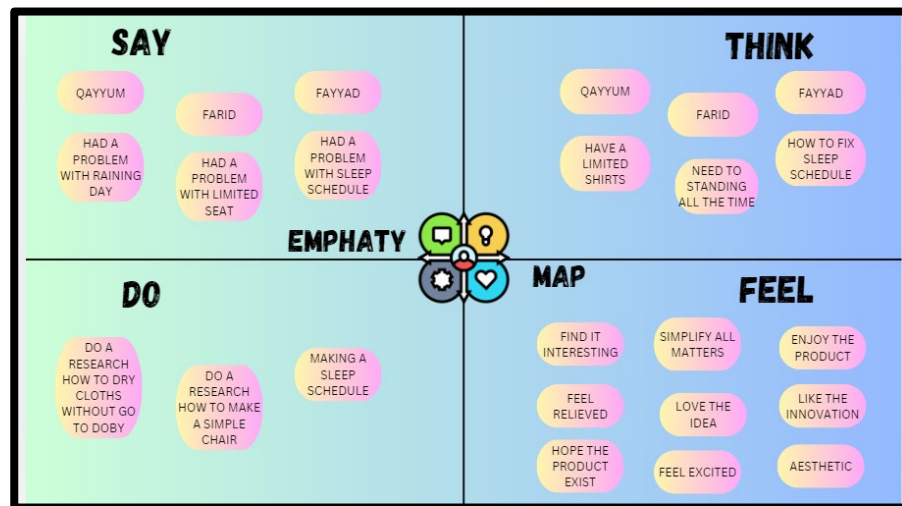 SAY
QAYYUM
FARID
FAYYAD
HAD A
PROBLEM
WITH RAINING
DAY
HAD A
PROBLEM
WITH LIMITED
SEAT
HAD A
PROBLEM
WITH SLEEP
SCHEDULE
THINK
QAYYUM
FARID
FAYYAD
HAVE A
LIMITED
SHIRTS
NEED TO
STANDING
ALL THE TIME
HOW TO FIX
SLEEP
SCHEDULE
EMPHATY
MAP
DO
DO A
RESEARCH
HOW TO DRY
CLOTHS
WITHOUT GO
TO DOBY
DO A
RESEARCH
HOW TO MAKE
A SIMPLE
CHAIR
MAKING A
SLEEP
SCHEDULE
FEEL
FIND IT
INTERESTING
SIMPLIFY ALL
MATTERS
ENJOY THE
PRODUCT
FEEL
RELIEVED
LOVE THE
IDEA
LIKE THE
INNOVATION
HOPE THE
PRODUCT
EXIST
FEEL EXCITED
AESTHETIC